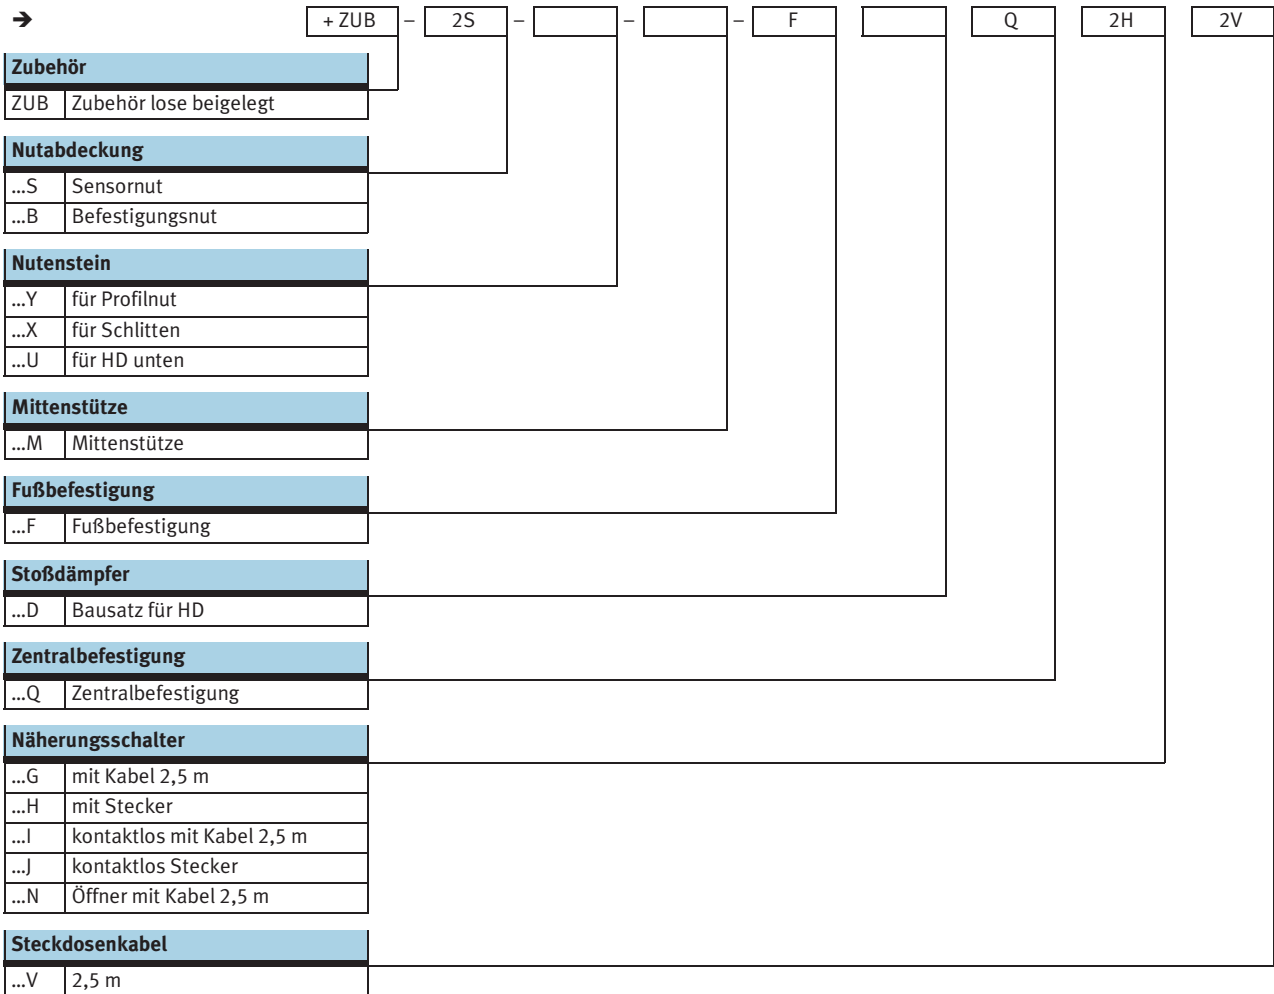 ➔ + ZUB – 2S – – – F Q 2H 2V
Zubehör
ZUB Zubehör lose beigelegt
Nutabdeckung
...S Sensornut
...B Befestigungsnut
Nutenstein
...Y für Profilnut
...X für Schlitten
...U für HD unten
Mittenstütze
...M Mittenstütze
Fußbefestigung
...F Fußbefestigung
Stoßdämpfer
...D Bausatz für HD
Zentralbefestigung
...Q Zentralbefestigung
Näherungsschalter
...G mit Kabel 2,5 m
...H mit Stecker
...I kontaktlos mit Kabel 2,5 m
...J kontaktlos Stecker
...N Öffner mit Kabel 2,5 m
Steckdosenkabel
...V 2,5 m